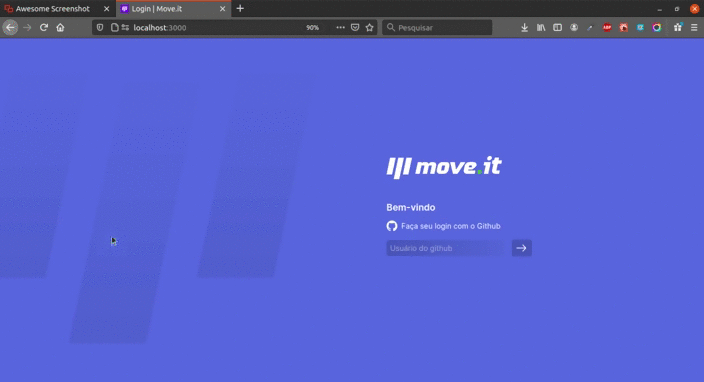 Awesome Screenshot
Login | Move.it
localhost:3000
90%
Pesquisar
move.it
Bem-vindo
Faça seu login com o Github
Usuário do github